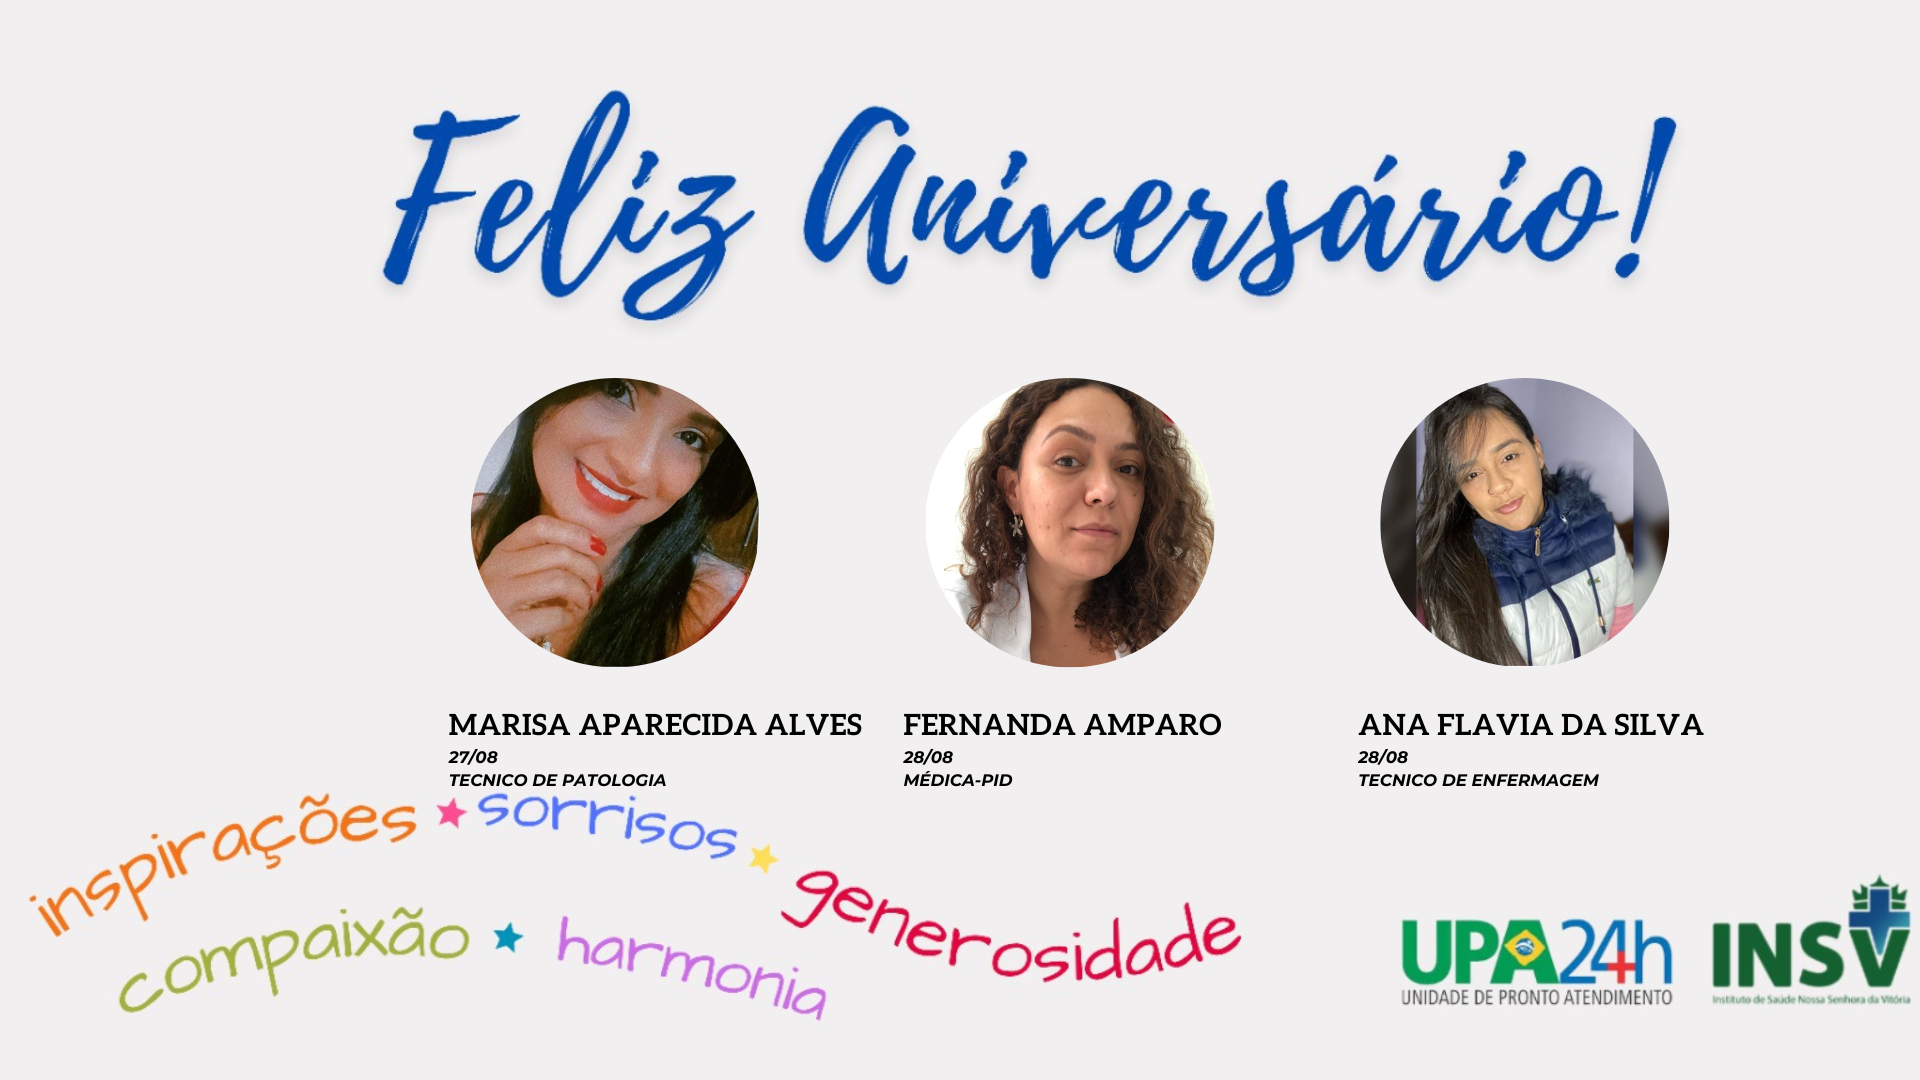 Feliz Aniversário!
MARISA APARECIDA ALVES
27/08
TECNICO DE PATOLOGIA
FERNANDA AMPARO
28/08
MÉDICA-PID
ANA FLAVIA DA SILVA
28/08
TECNICO DE ENFERMAGEM
inspirações
sorrisos
generosidade
compaixão
harmonia
UPA24h
UNIDADE DE PRONTO ATENDIMENTO
INSV
Instituto de Saúde Nossa Senhora da Vitória